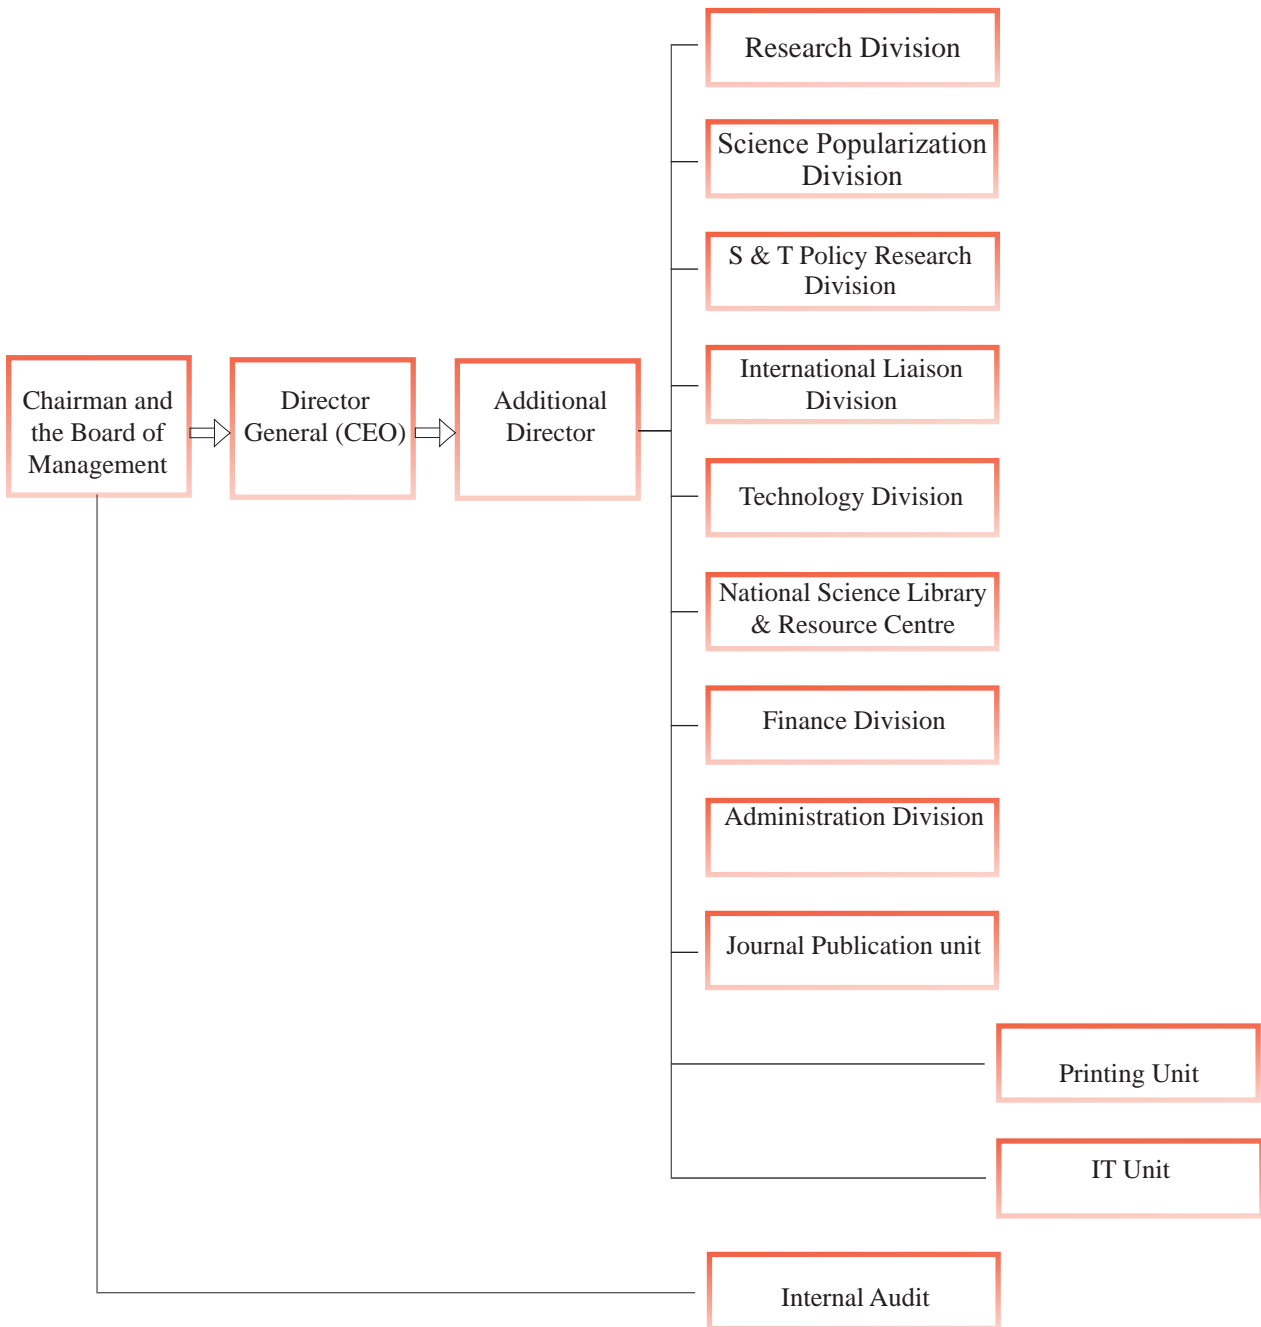 Research Division
Science Popularization
Division
S & T Policy Research
Division
International Liaison
Division
Chairman and
the Board of
Management
Director
General (CEO)
Additional
Director
Technology Division
National Science Library
& Resource Centre
Finance Division
Administration Division
Journal Publication unit
Printing Unit
IT Unit
Internal Audit